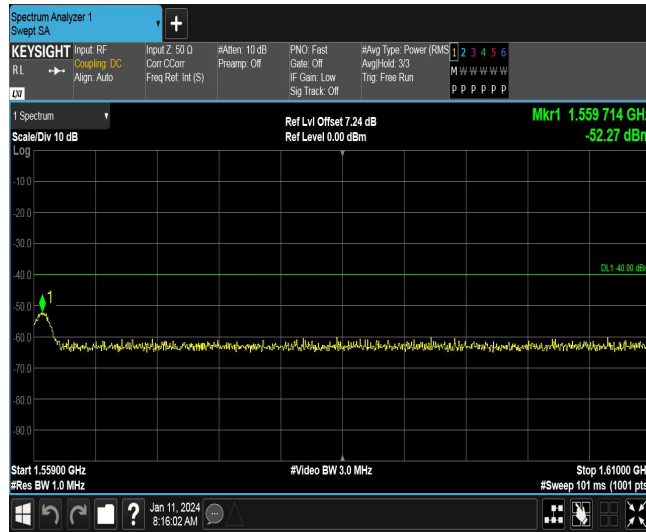 Spectrum Analyzer 1
Swept SA
+
KEYSIGHT
RL
LXI
Input: RF
Coupling: DC
Align: Auto
Input Z: 50 Ω
Corr CCorr
Freq Ref: Int (S)
#Atten: 10 dB
Preamp: Off
PNO: Fast
Gate: Off
IF Gain: Low
Sig Track: Off
#Avg Type: Power (RMS
Avg|Hold: 3/3
Trig: Free Run
1 2 3 4 5 6
M W W W W W
P P P P P P
1 Spectrum
Scale/Div 10 dB
Log
Ref Lvl Offset 7.24 dB
Ref Level 0.00 dBm
Mkr1 1.559 714 GHz
-52.27 dBm
-10.0
-20.0
-30.0
-40.0
DL1 -40.00 dBm
1
-50.0
-60.0
-70.0
-80.0
-90.0
Start 1.55900 GHz
#Res BW 1.0 MHz
#Video BW 3.0 MHz
Stop 1.61000 GHz
#Sweep 101 ms (1001 pts)
?
Jan 11, 2024
8:16:02 AM